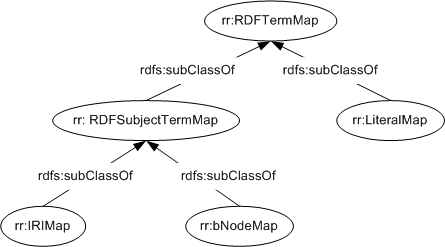 rr:RDFTermMap
rdfs:subClassOf rdfs:subClassOf
rr: RDFSubjectTermMap rr:LiteralMap
rdfs:subClassOf rdfs:subClassOf
rr:IRIMap rr:bNodeMap